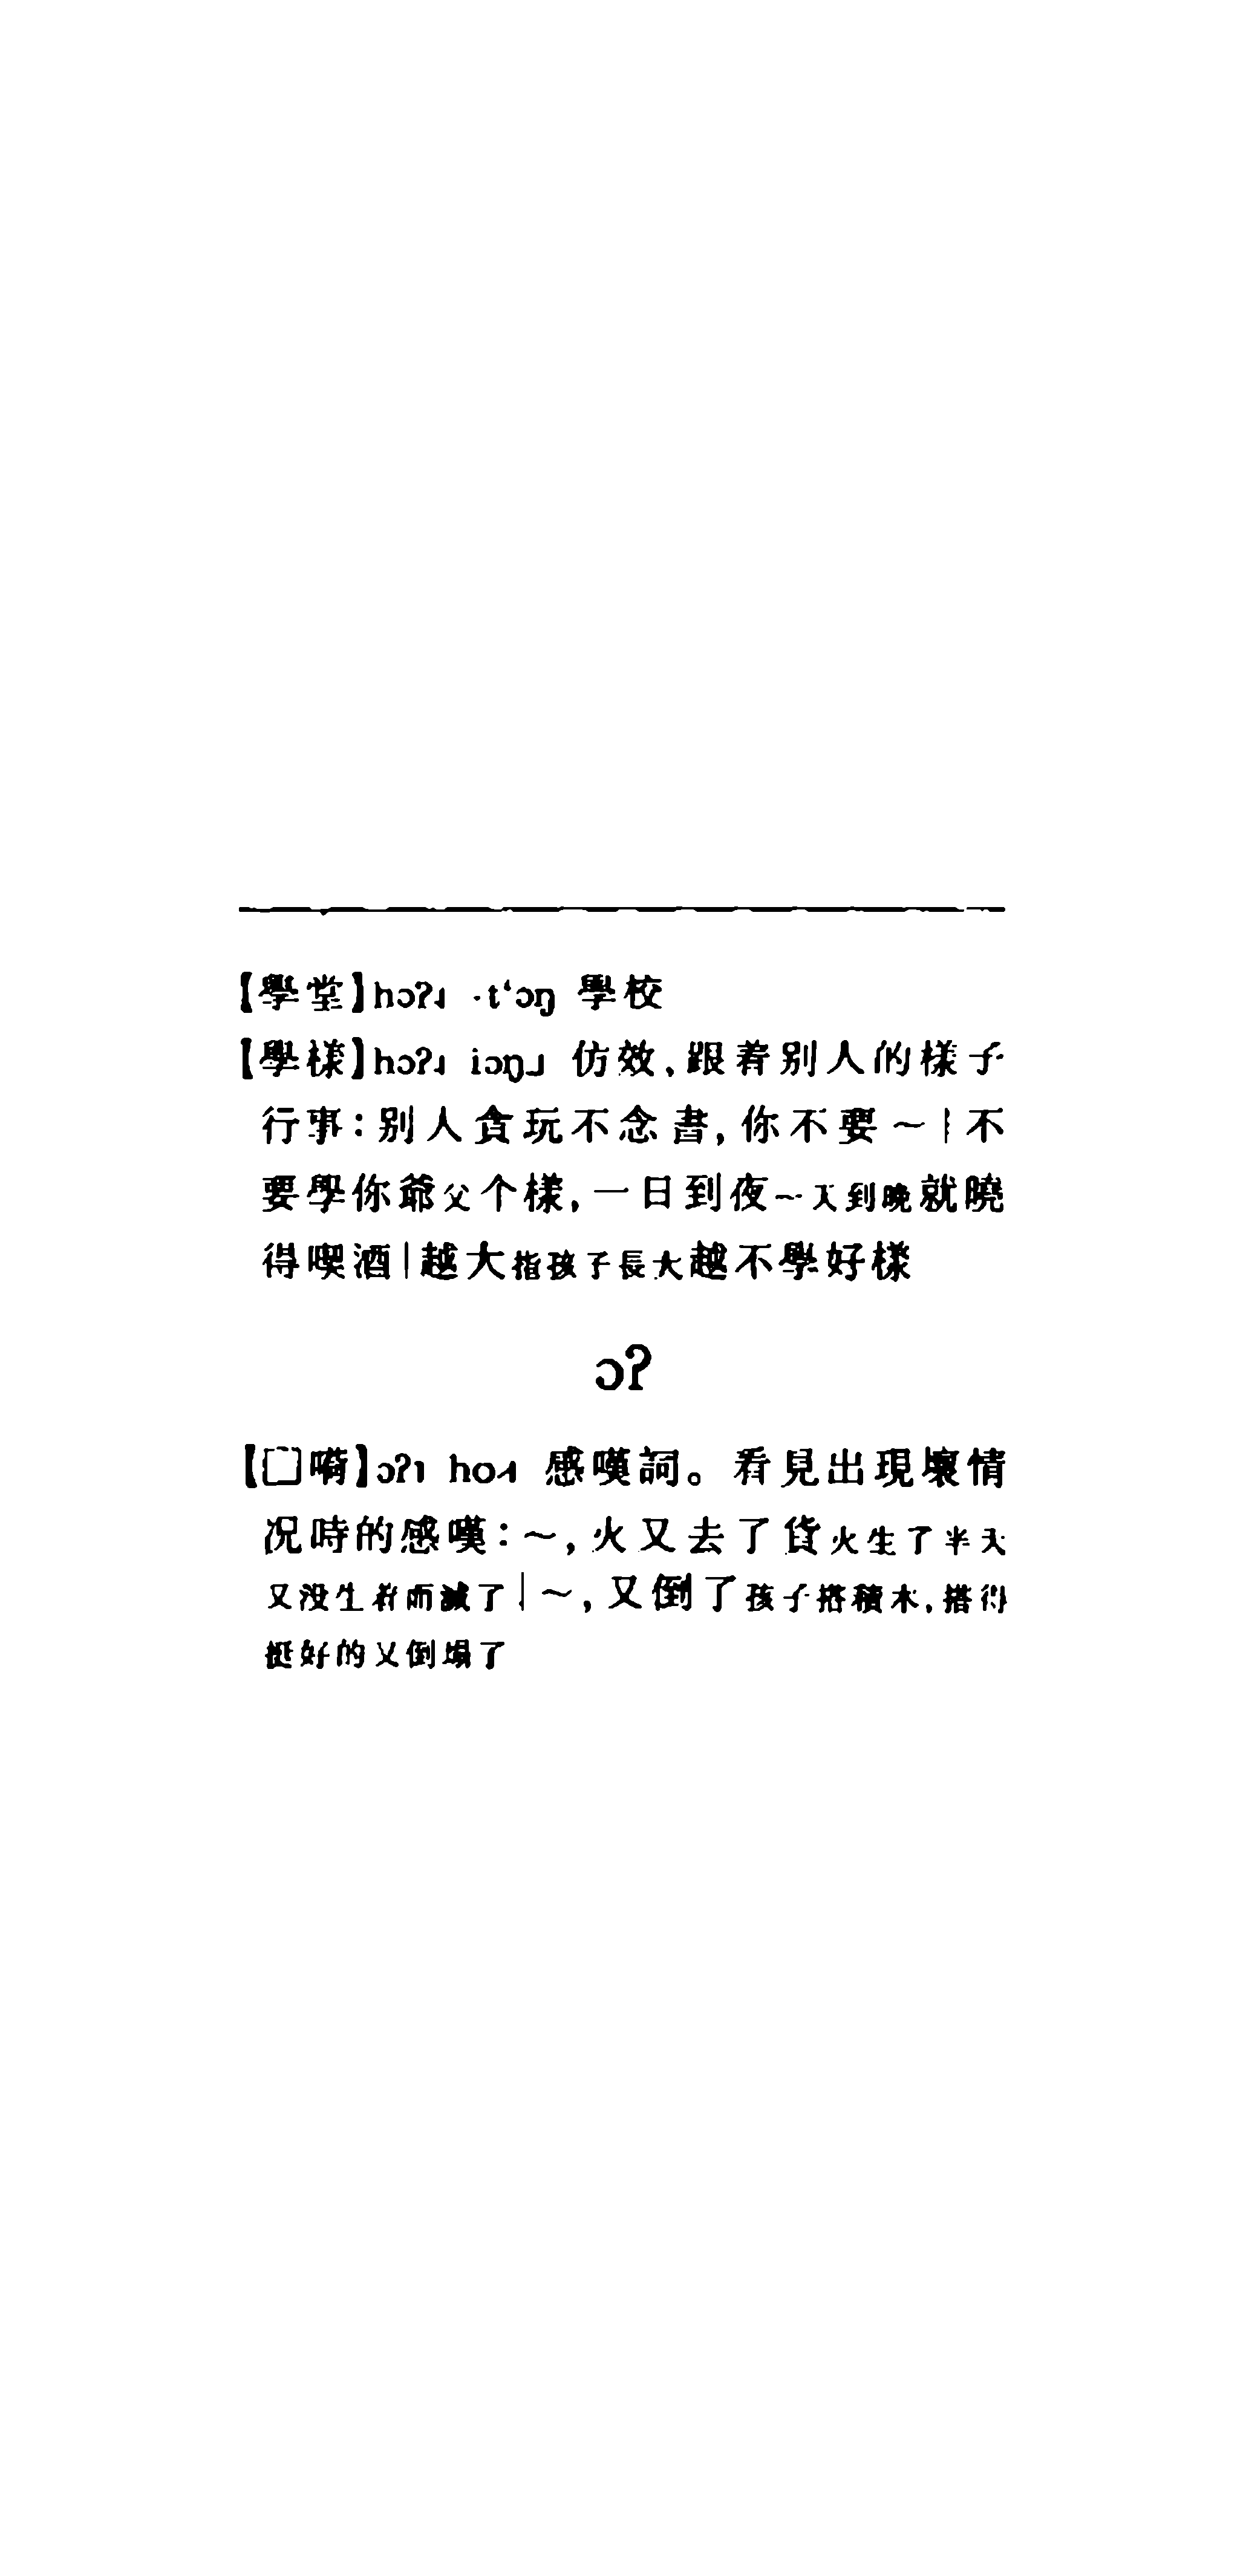 【學堂】hɔʔ˩ ·tʻɔŋ 學校
【學樣】hɔʔ˩ iɔŋ˩ 仿效,跟着别人的樣子
行事:别人貪玩不念書,你不要～｜不
要學你爺父个樣,一日到夜一天到晚就曉
得喫酒｜越大指孩子長大越不學好樣
ɔʔ
【□嗬】ɔʔ˥ ho 感嘆詞。看見出現壞情
况時的感嘆:～,火又去了貨火生了半天
又没生着而滅了｜～,又倒了孩子搭積木,搭得
挺好的又倒塌了